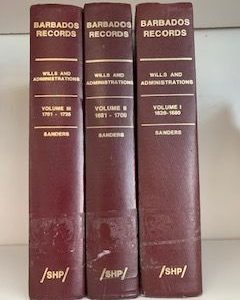 BARBADOS
RECORDS
WILLS AND
ADMINISTRATIONS
VOLUME III
1701 - 1725
SANDERS
/SHP/
BARBADOS
RECORDS
WILLS AND
ADMINISTRATIONS
VOLUME II
1681 - 1700
SANDERS
/SHP/
BARBADOS
RECORDS
WILLS AND
ADMINISTRATIONS
VOLUME I
1639-1680
SANDERS
/SHP/